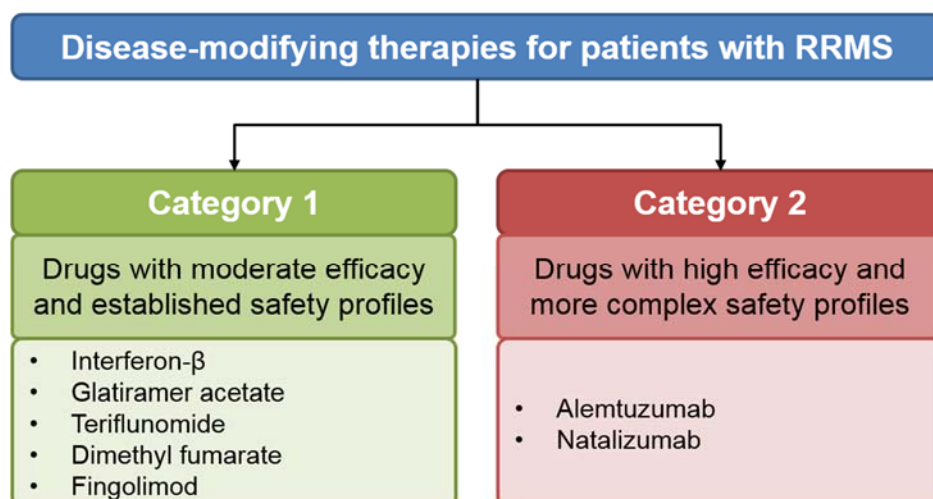 Disease-modifying therapies for patients with RRMS
Category 1
Drugs with moderate efficacy
and established safety profiles
• Interferon-β
• Glatiramer acetate
• Teriflunomide
• Dimethyl fumarate
• Fingolimod
Category 2
Drugs with high efficacy and
more complex safety profiles
• Alemtuzumab
• Natalizumab